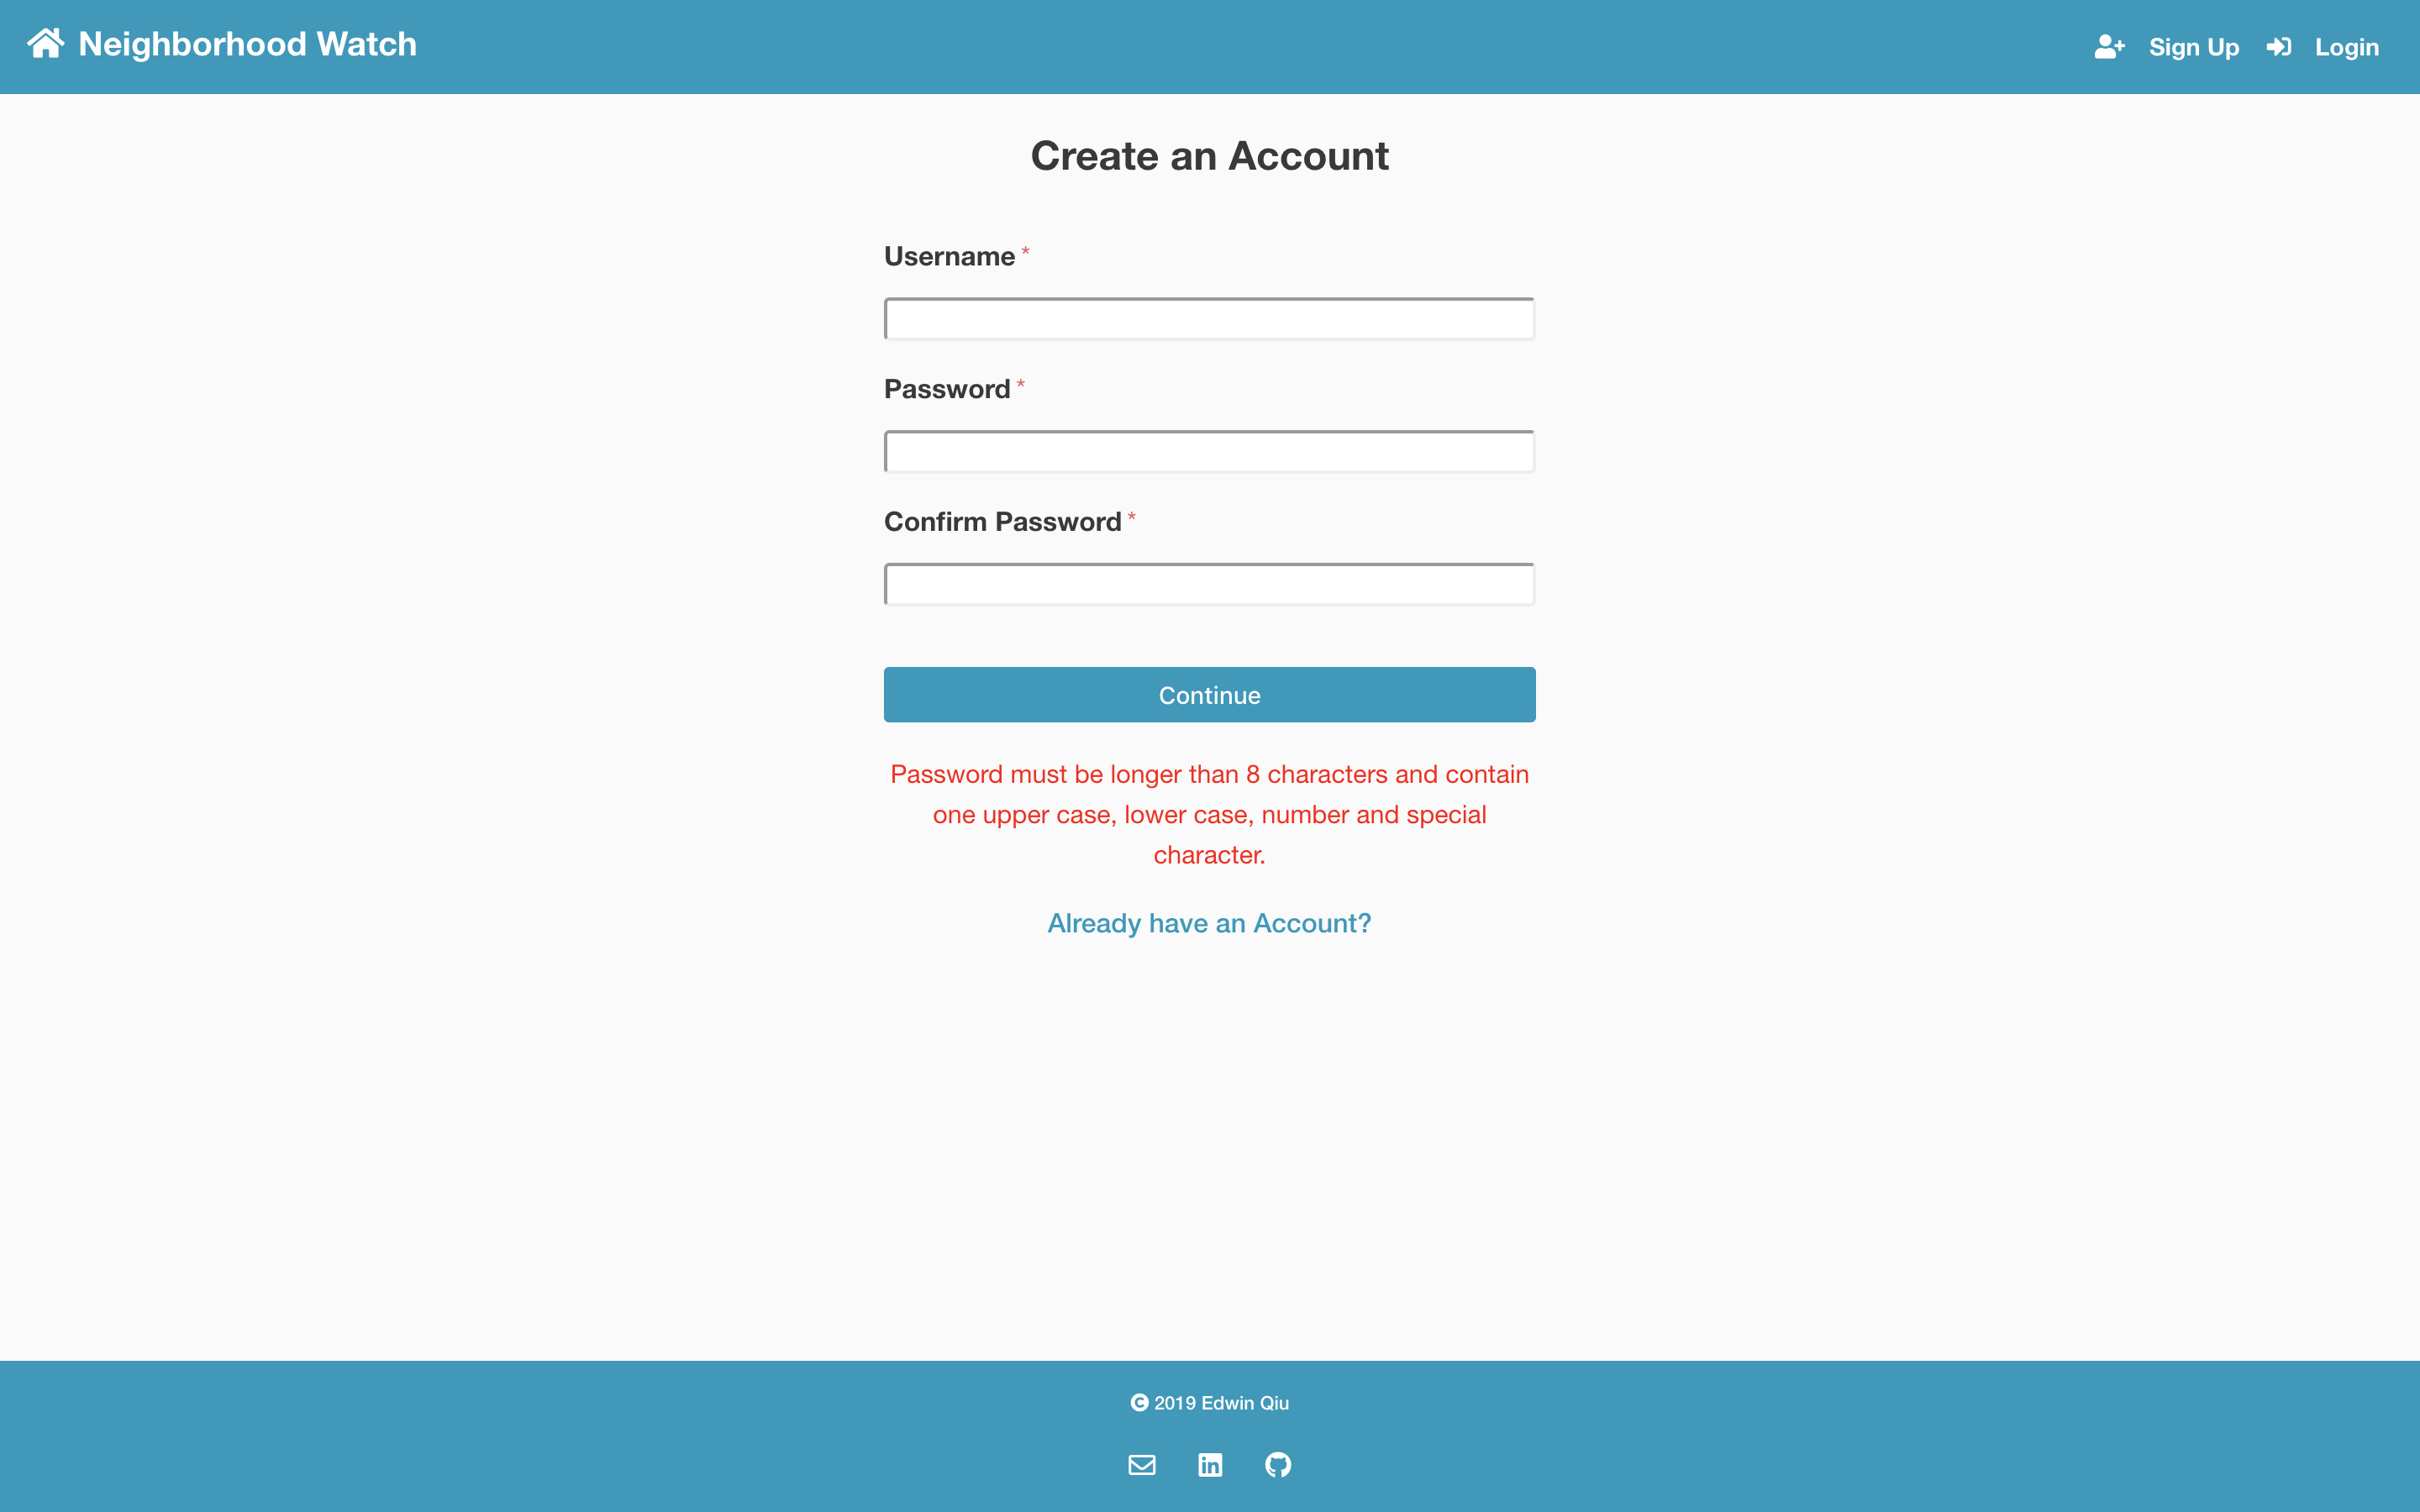 Neighborhood Watch
Sign Up
Login
Create an Account
Username *
Password *
Confirm Password *
Continue
Password must be longer than 8 characters and contain
one upper case, lower case, number and special
character.
Already have an Account?
© 2019 Edwin Qiu